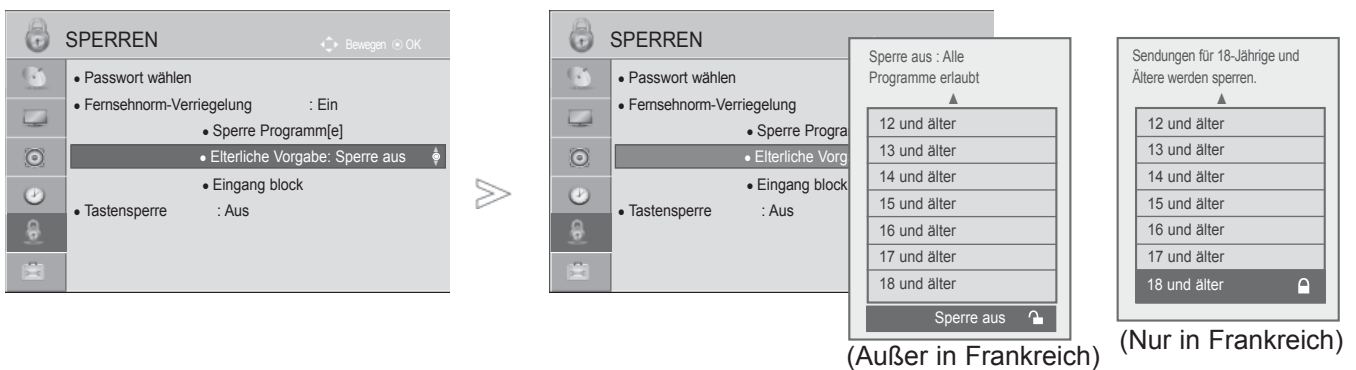 SPERREN
Bewegen OK
• Passwort wählen
• Fernsehnorm-Verriegelung : Ein
• Sperre Programm[e]
• Elterliche Vorgabe: Sperre aus
• Eingang block
• Tastensperre : Aus
SPERREN
• Passwort wählen
• Fernsehnorm-Verriegelung
• Sperre Progra
• Elterliche Vorg
• Eingang block
• Tastensperre : Aus
Sperre aus : Alle
Programme erlaubt
12 und älter
13 und älter
14 und älter
15 und älter
16 und älter
17 und älter
18 und älter
Sperre aus
(Außer in Frankreich)
Sendungen für 18-Jährige und
Ältere werden sperren.
12 und älter
13 und älter
14 und älter
15 und älter
16 und älter
17 und älter
18 und älter
(Nur in Frankreich)